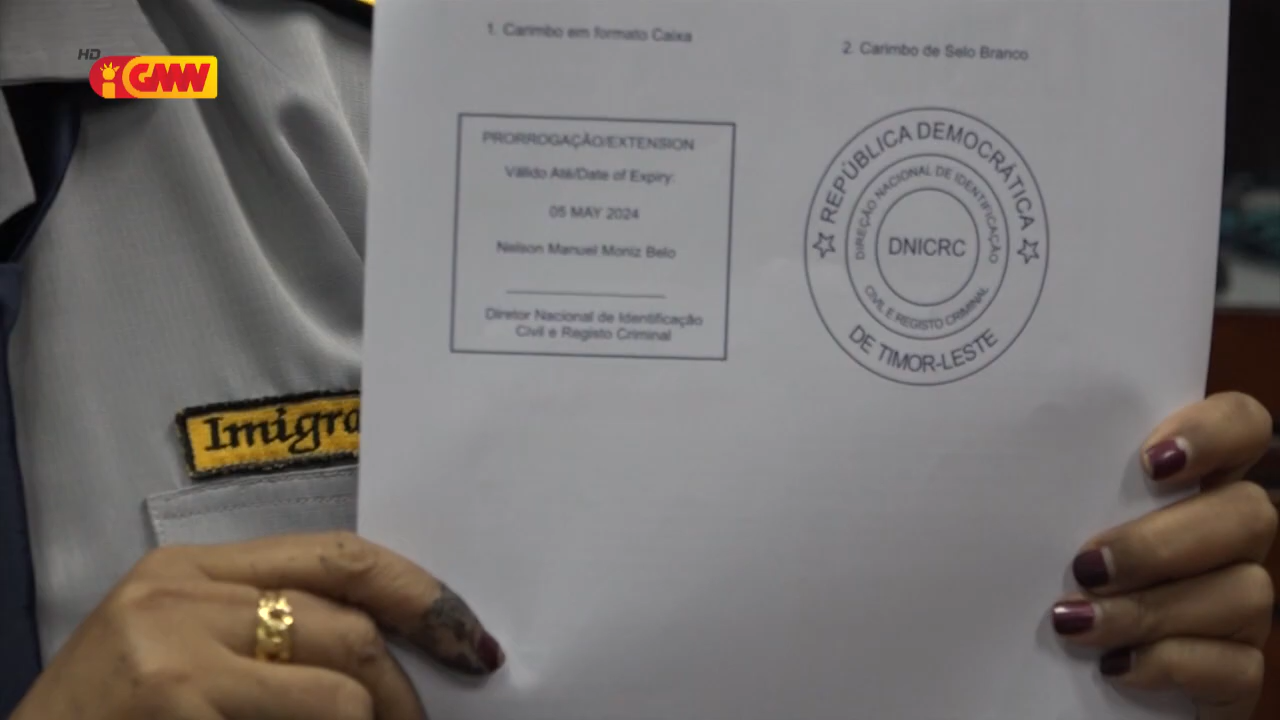 HD
GMN
1. Carimbo em formato Caixa
2. Carimbo de Selo Branco
PRORROGAÇÃO/EXTENSION
Válido Até/Date of Expiry:
05 MAY 2024
Nelson Manuel Moniz Belo
Diretor Nacional de Identificação
Civil e Registo Criminal
REPÚBLICA DEMOCRÁTICA
DE TIMOR-LESTE
DIREÇÃO NACIONAL DE IDENTIFICAÇÃO
CIVIL E REGISTO CRIMINAL
DNICRC
Imigra